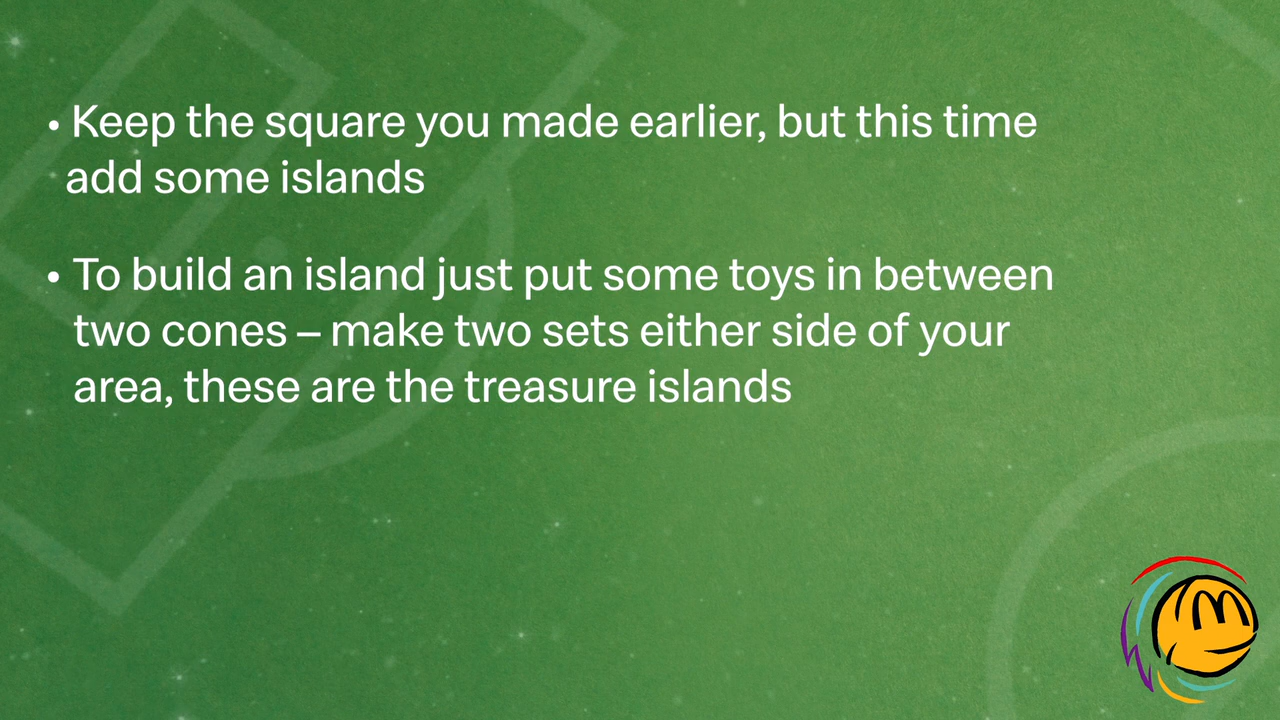 • Keep the square you made earlier, but this time
add some islands
• To build an island just put some toys in between
two cones – make two sets either side of your
area, these are the treasure islands